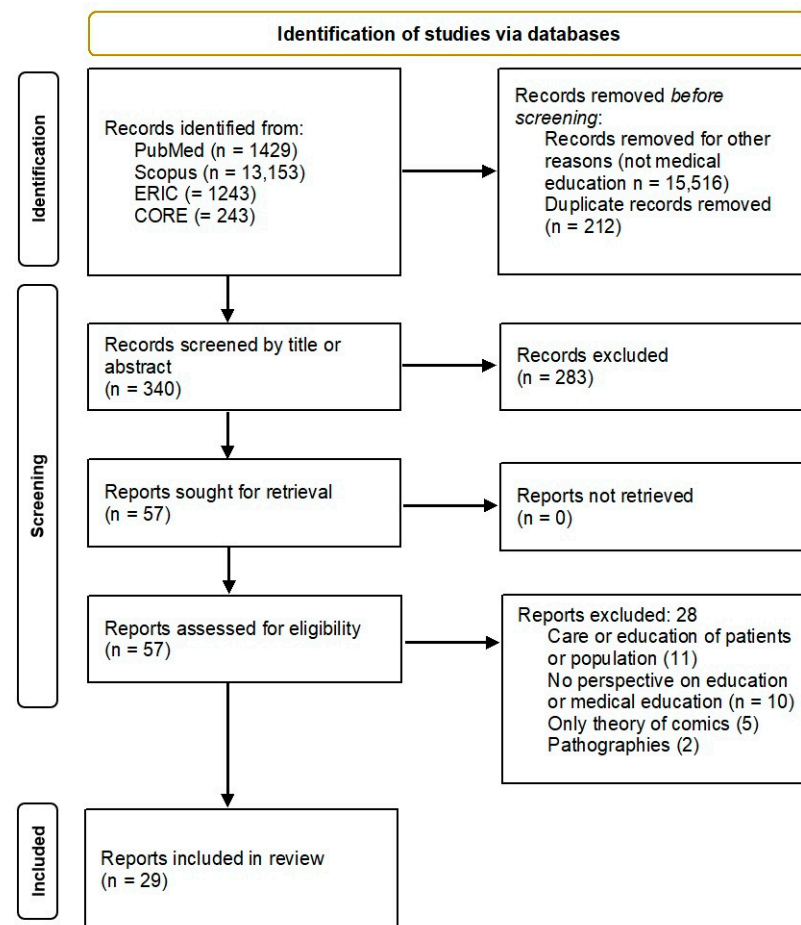 Identification of studies via databases
Identification
Records identified from:
PubMed (n = 1429)
Scopus (n = 13,153)
ERIC (= 1243)
CORE (= 243)
Records removed before
screening:
Records removed for other
reasons (not medical
education n = 15,516)
Duplicate records removed
(n = 212)
Screening
Records screened by title or
abstract
(n = 340)
Records excluded
(n = 283)
Reports sought for retrieval
(n = 57)
Reports not retrieved
(n = 0)
Reports assessed for eligibility
(n = 57)
Reports excluded: 28
Care or education of patients
or population (11)
No perspective on education
or medical education (n = 10)
Only theory of comics (5)
Pathographies (2)
Included
Reports included in review
(n = 29)